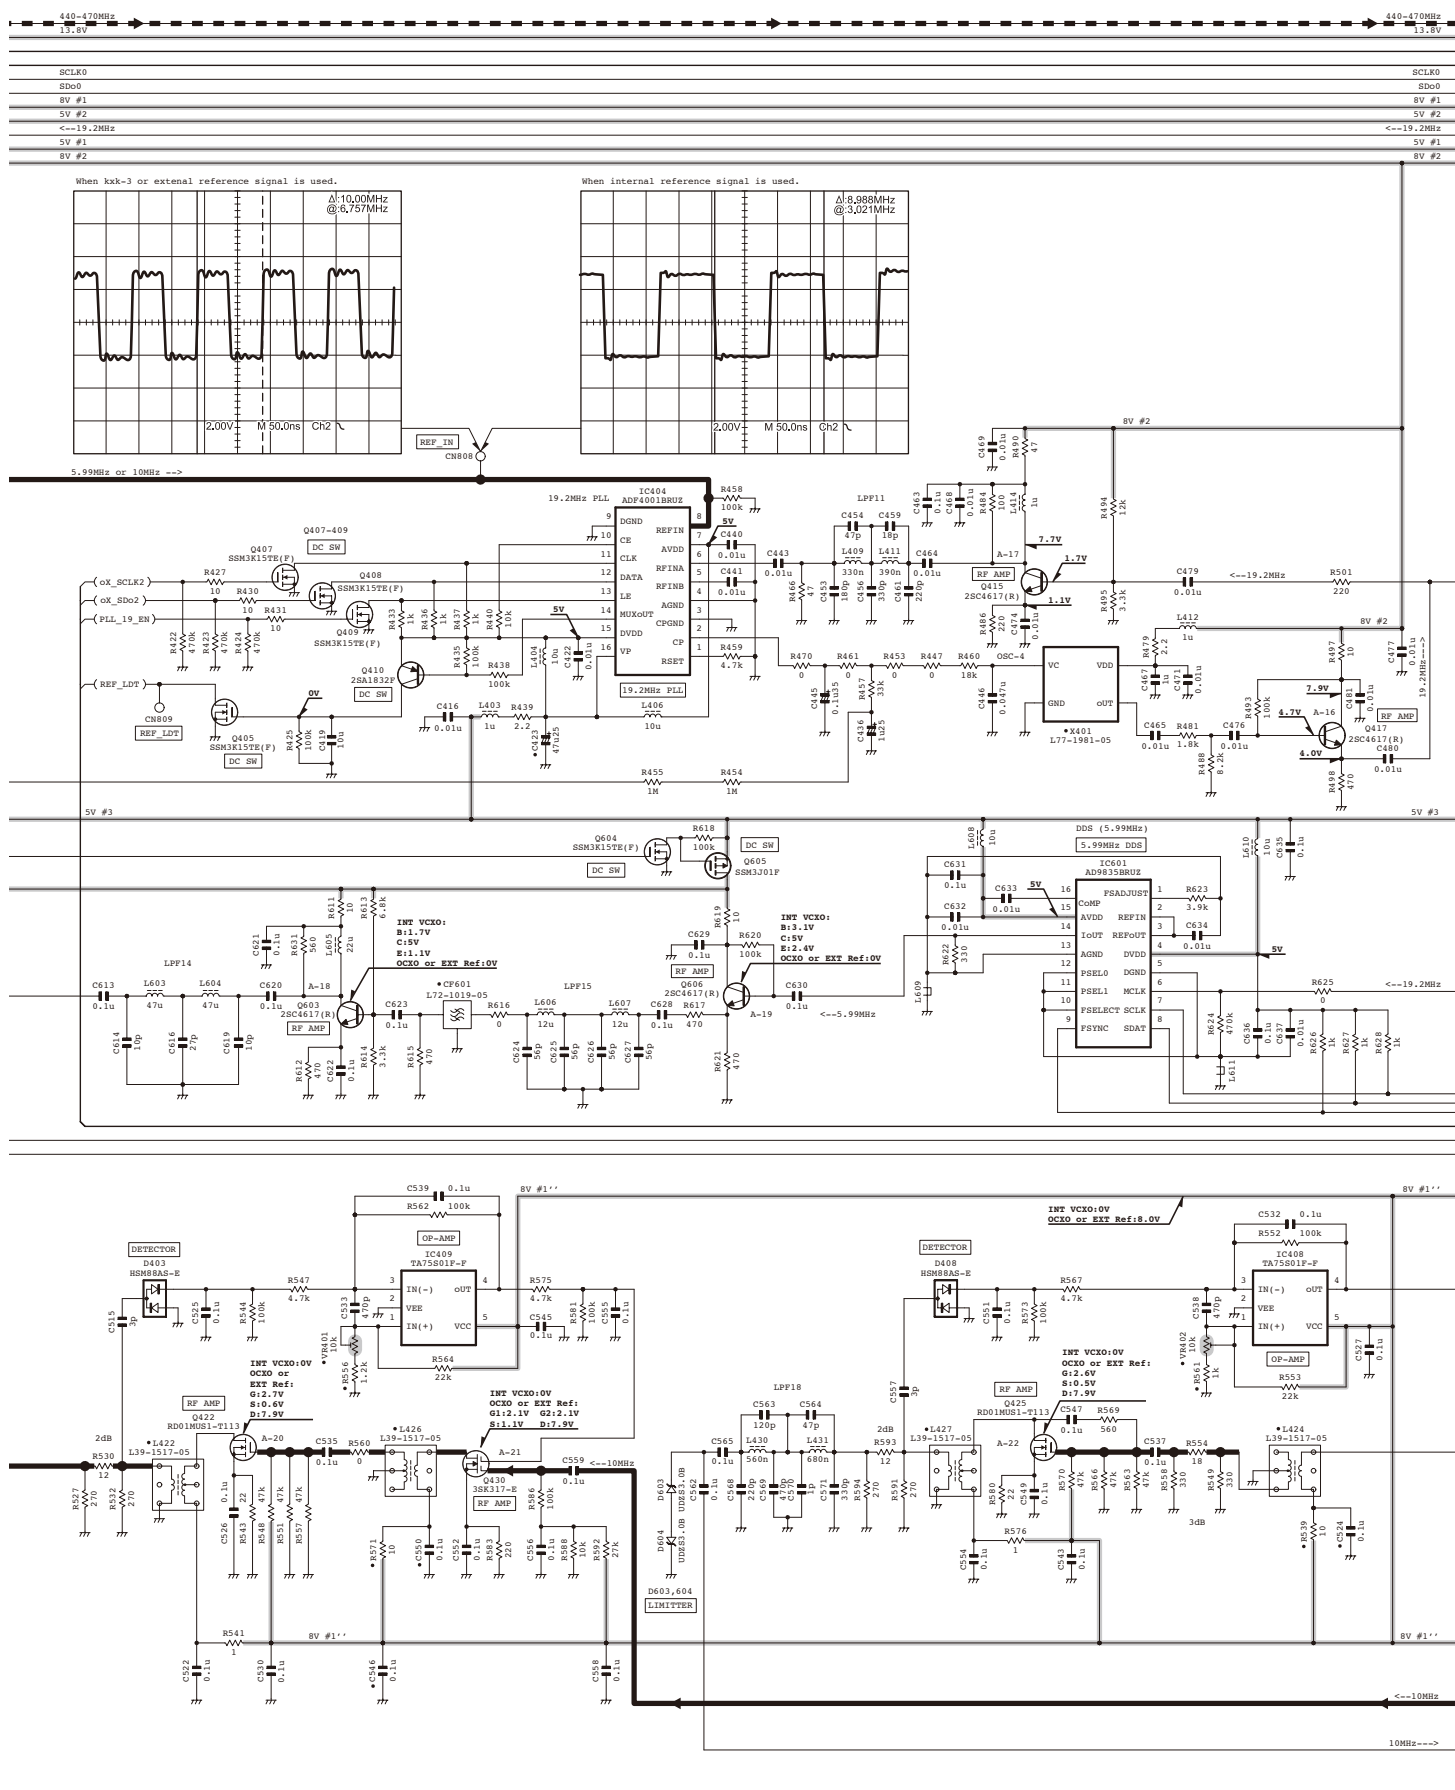 440-470MHz 440-470MHz
13.8V 13.8V
SCLK0 SCLK0
SDo0 SDo0
8V #1 8V #1
5V #2 5V #2
<--19.2MHz <--19.2MHz
5V #1 5V #1
8V #2 8V #2
When kxk-3 or extenal reference signal is used.
Δ:10.00MHz
@:6.757MHz
2.00V M 50.0ns Ch2
When internal reference signal is used.
Δ:8.988MHz
@:3.021MHz
2.00V M 50.0ns Ch2
REF_IN
CN808
5.99MHz or 10MHz -->
19.2MHz PLL
IC404
ADF4001BRUZ
9 DGND
10 CE
11 CLK
12 DATA
13 LE
14 MUXoUT
15 DVDD
16 VP
REFIN 8
AVDD 7
RFINA 6
RFINB 5
AGND 4
CPGND 3
CP 2
RSET 1
19.2MHz PLL
R458
100k
5V
C440
0.01u
C441
0.01u
R459
4.7k
Q407-409
DC SW
Q407
SSM3K15TE(F)
Q408
SSM3K15TE(F)
Q409
SSM3K15TE(F)
oX_SCLK2
oX_SDo2
PLL_19_EN
REF_LDT
R427
10
R430
10
R431
10
R422
470k
R423
470k
R424
470k
R433
1k
R436
1k
R437
1k
R440
10k
R435
100k
R438
100k
Q410
2SA1832F
DC SW
5V
L404
10u
C422
0.01u
CN809
REF_LDT
Q405
SSM3K15TE(F)
DC SW
0V
R425
100k
C419
10u
C416
0.01u
L403
1u
R439
2.2
C423
47u25
L406
10u
R455
1M
R454
1M
C443
0.01u
R466
47
LPF11
C454
47p
C459
18p
L409
330n
L411
390n
C453
180p
C456
330p
C461
220p
C464
0.01u
C463
0.1u
C468
0.01u
R484
100
L414
1u
C469
0.01u
R490
47
8V #2
7.7V
A-17
RF AMP
Q415
2SC4617(R)
1.7V
1.1V
R486
220
C474
0.01u
R494
12k
R495
3.3k
C479
0.01u
<--19.2MHz
R501
220
R470
0
R461
0
R453
0
R447
0
R460
18k
C445
0.1u35
R457
33k
C436
1u25
C446
0.047u
OSC-4
VC VDD
GND oUT
X401
L77-1981-05
L412
1u
R479
2.2
C467
1u
C471
0.01u
8V #2
R497
10
C477
0.01u
19.2MHz--->
R493
100k
7.9V
A-16
C481
0.01u
RF AMP
4.7V
Q417
2SC4617(R)
4.0V
C480
0.01u
R498
470
C465
0.01u
R481
1.8k
C476
0.01u
R488
8.2k
5V #3 5V #3
Q604
SSM3K15TE(F)
DC SW
R618
100k
DC SW
Q605
SSM3J01F
L608
10u
DDS (5.99MHz)
5.99MHz DDS
IC601
AD9835BRUZ
16 CoMP
15 AVDD
14 IoUT
13 AGND
12 PSEL0
11 PSEL1
10 FSELECT
9 FSYNC
FSADJUST 1
REFIN 2
REFoUT 3
DVDD 4
DGND 5
MCLK 6
SCLK 7
SDAT 8
C631
0.1u
C632
0.01u
C633
0.01u
5V
R622
330
L609
R623
3.9k
C634
0.01u
L610
10u
C635
0.1u
5V
R625
0
<--19.2MHz
R624
470k
C636
0.1u
C637
0.01u
L611
R626
1k
R627
1k
R628
1k
R611
10
R613
6.8k
INT VCXO:
B:1.7V
C:5V
E:1.1V
OCXO or EXT Ref:0V
C621
0.1u
R631
560
L605
22u
LPF14
C613
0.1u
L603
47u
L604
47u
C620
0.1u
C614
10p
C616
27p
C619
10p
A-18
Q603
2SC4617(R)
RF AMP
R612
470
C622
0.1u
R614
3.3k
C623
0.1u
R615
470
CF601
L72-1019-05
R616
0
LPF15
L606
12u
L607
12u
C624
56p
C625
56p
C626
56p
C627
56p
C628
0.1u
R617
470
R619
10
C629
0.1u
R620
100k
RF AMP
Q606
2SC4617(R)
A-19
INT VCXO:
B:3.1V
C:5V
E:2.4V
OCXO or EXT Ref:0V
C630
0.1u
<--5.99MHz
R621
470
C539 0.1u
R562 100k
8V #1'' 8V #1''
OP-AMP
IC409
TA75S01F-F
3 IN(-) oUT 4
2 VEE
1 IN(+) VCC 5
DETECTOR
D403
HSM88AS-E
C515
3p
C525
0.1u
R544
100k
R547
4.7k
C533
470p
VR401
10k
R556
1.2k
R564
22k
R575
4.7k
C545
0.1u
R581
100k
C555
0.1u
INT VCXO:0V
OCXO or
EXT Ref:
G:2.7V
S:0.6V
D:7.9V
RF AMP
Q422
RD01MUS1-T113
A-20
2dB
R530
12
R527
270
R532
270
L422
L39-1517-05
C526
0.1u
R543
22
R548
47k
R551
47k
R557
47k
C535
0.1u
R560
0
L426
L39-1517-05
INT VCXO:0V
OCXO or EXT Ref:
G1:2.1V G2:2.1V
S:1.1V D:7.9V
A-21
Q430
3SK317-E
RF AMP
C559
0.1u
<--10MHz
R586
100k
R571
10
C550
0.1u
C552
0.1u
R583
220
C556
0.1u
R588
10k
R592
27k
R541
1
8V #1'' 8V #1''
C522
0.1u
C530
0.1u
C546
0.1u
C558
0.1u
D603
UDZS3.0B
D604
UDZS3.0B
D603,604
LIMITTER
C562
0.1u
C565
0.1u
LPF18
C563
120p
C564
47p
L430
560n
L431
680n
C568
220p
C569
470p
C570
1p
C571
330p
R594
270
2dB
R593
12
R591
270
C557
3p
L427
L39-1517-05
DETECTOR
D408
HSM88AS-E
C551
0.1u
R573
100k
R567
4.7k
INT VCXO:0V
OCXO or EXT Ref:8.0V
INT VCXO:0V
OCXO or EXT Ref:
G:2.6V
S:0.5V
D:7.9V
RF AMP
Q425
RD01MUS1-T113
A-22
C547
0.1u
R569
560
R580
22
C549
0.1u
R570
47k
R566
47k
R563
47k
C537
0.1u
R558
330
R554
18
R549
330
3dB
C554
0.1u
R576
1
C543
0.1u
L424
L39-1517-05
R539
10
C524
0.1u
C532 0.1u
R552 100k
IC408
TA75S01F-F
3 IN(-) oUT 4
2 VEE
1 IN(+) VCC 5
OP-AMP
C538
470p
VR402
10k
R561
1k
R553
22k
C527
0.1u
<--10MHz
10MHz--->